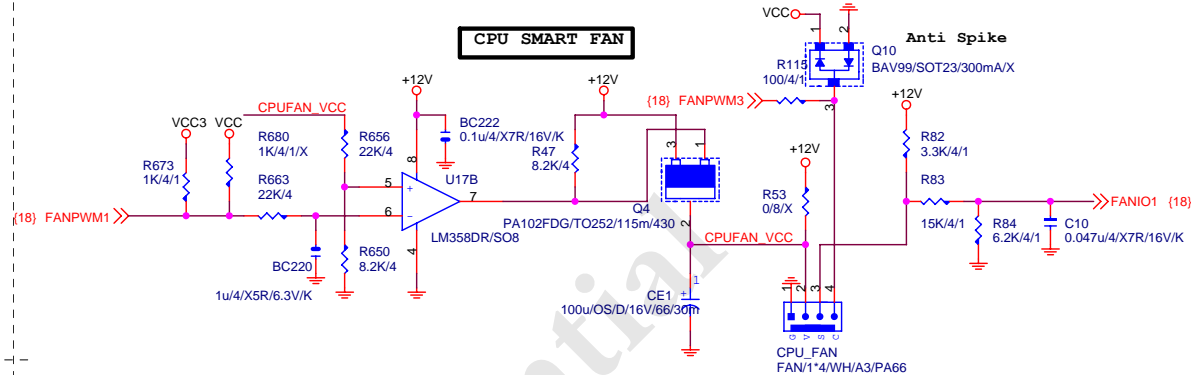 CPU SMART FAN
Anti Spike
VCC
1
2
Q10
BAV99/SOT23/300mA/X
3
R115
100/4/1
{18} FANPWM3
+12V
+12V
+12V
+12V
CPUFAN_VCC
VCC3
VCC
R680
1K/4/1/X
R656
22K/4
BC222
0.1u/4/X7R/16V/K
R47
8.2K/4
3
1
R82
3.3K/4/1
R673
1K/4/1
R663
22K/4
8
U17B
5
+
6
-
7
4
LM358DR/SO8
Q4
PA102FDG/TO252/115m/430
2
R53
0/8/X
R83
15K/4/1
FANIO1 {18}
{18} FANPWM1
R84
6.2K/4/1
C10
0.047u/4/X7R/16V/K
CPUFAN_VCC
BC220
1u/4/X5R/6.3V/K
R650
8.2K/4
+
1
CE1
100u/OS/D/16V/66/30m
1
2
3
4
G
V
S
C
CPU_FAN
FAN/1*4/WH/A3/PA66